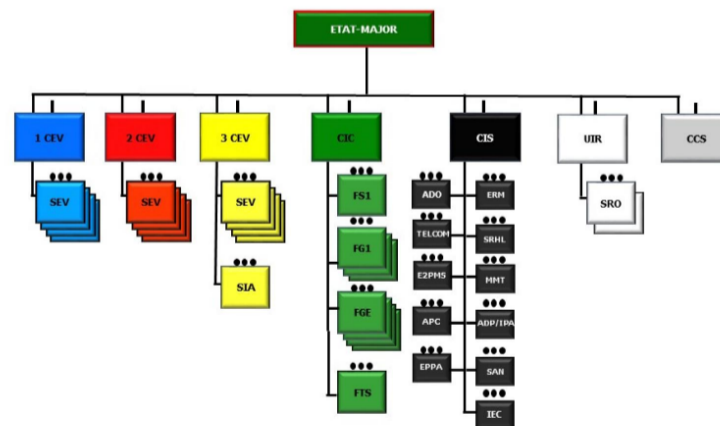 ETAT-MAJOR
1 CEV
2 CEV
3 CEV
CIC
CIS
UIR
CCS
SEV
SEV
SEV
SIA
FS1
FG1
FGE
FTS
ADO
ERM
TELCOM
SRHL
E2PMS
MMT
APC
ADP/IPA
EPPA
SAN
IEC
SRO